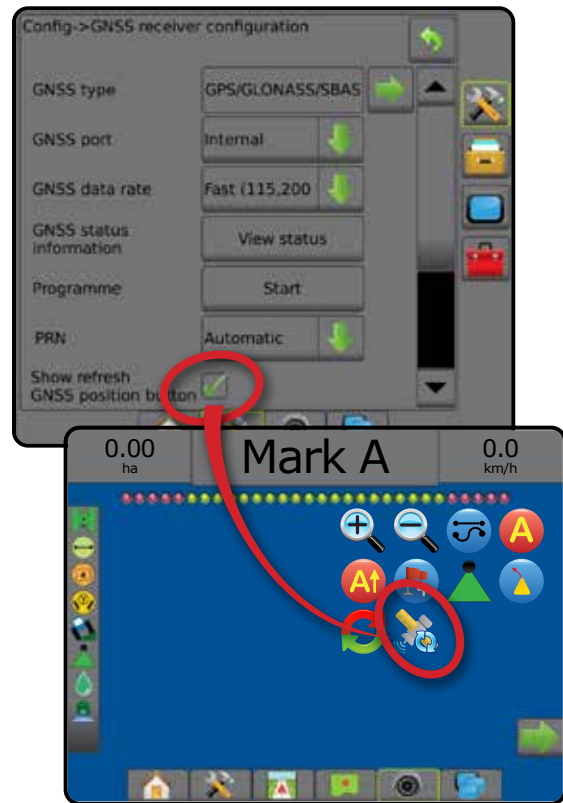 Config->GNSS receiver configuration
GNSS type GPS/GLONASS/SBAS
GNSS port Internal
GNSS data rate Fast (115,200
GNSS status
information View status
Programme Start
PRN Automatic
Show refresh
GNSS position button
0.00
ha
Mark A
0.0
km/h
A
A